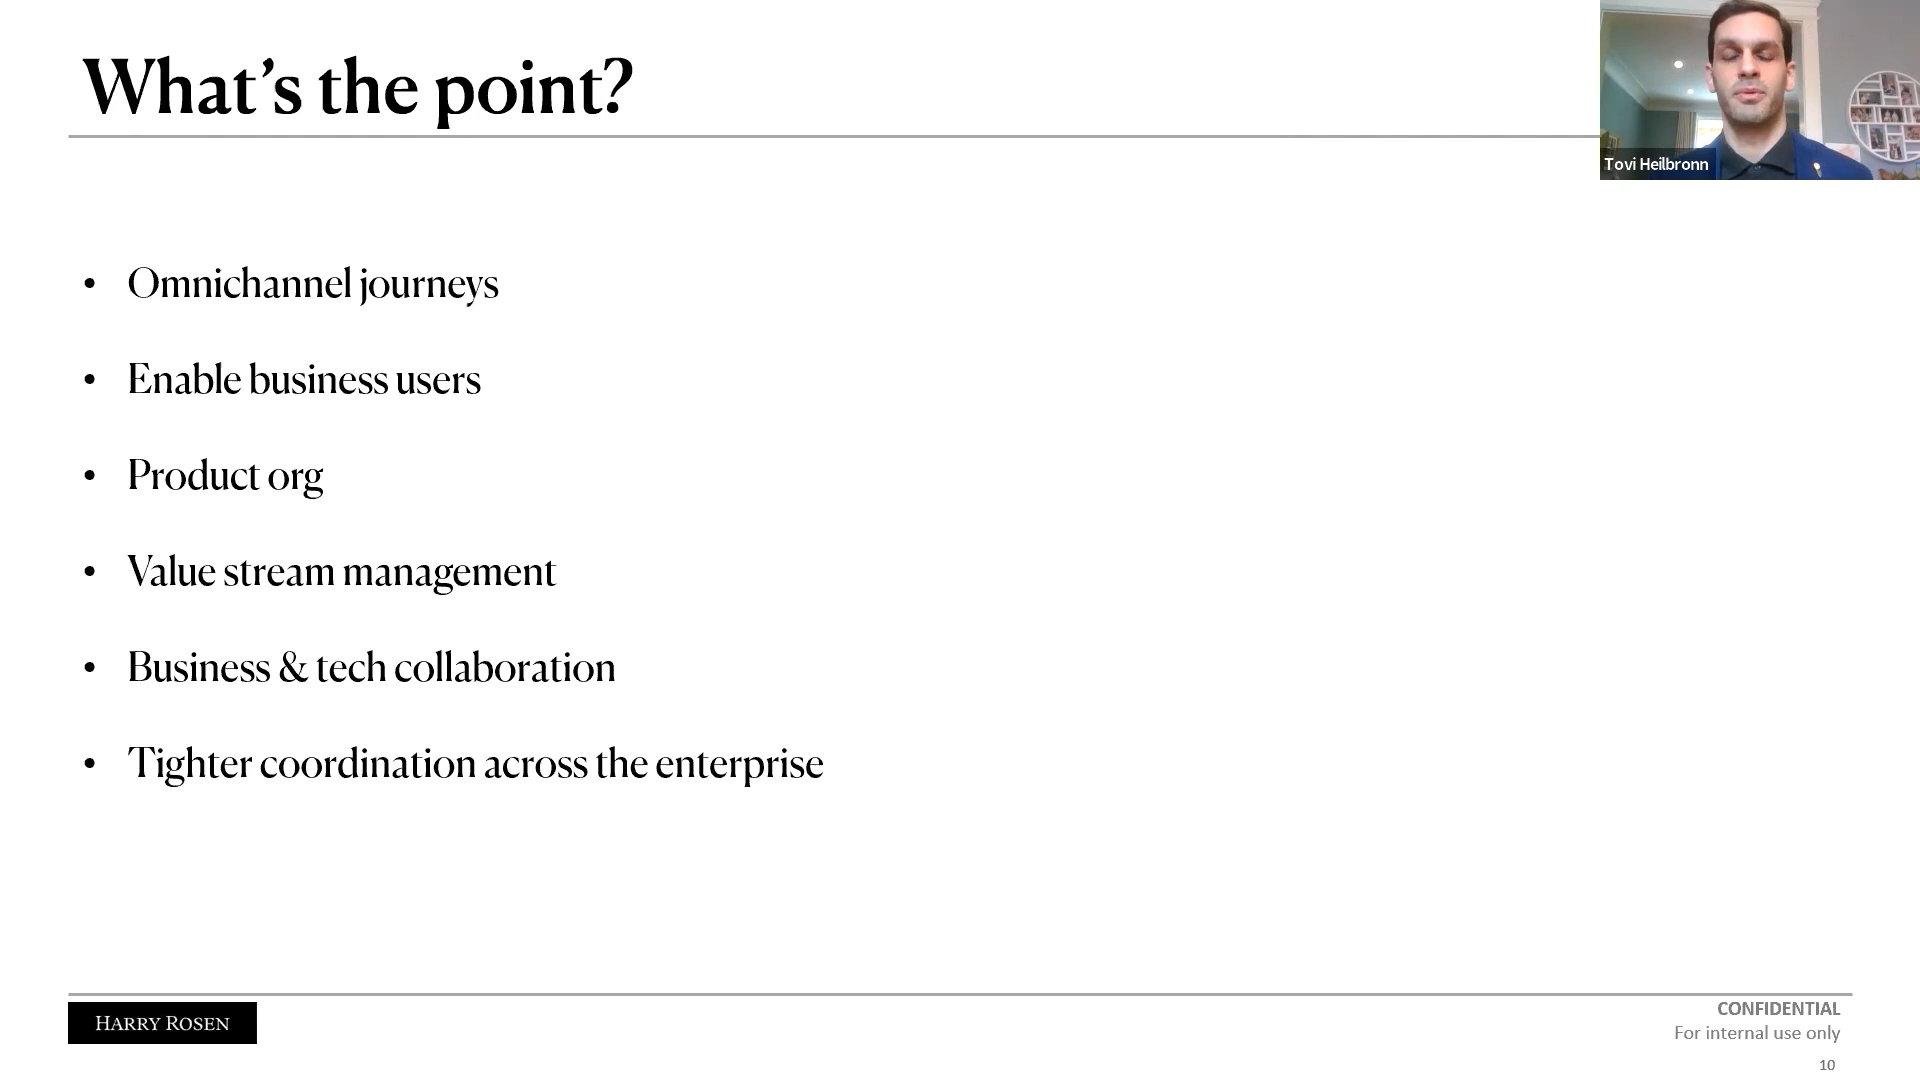 What’s the point?
Tovi Heilbronn
• Omnichannel journeys
• Enable business users
• Product org
• Value stream management
• Business & tech collaboration
• Tighter coordination across the enterprise
HARRY ROSEN
CONFIDENTIAL
For internal use only
10